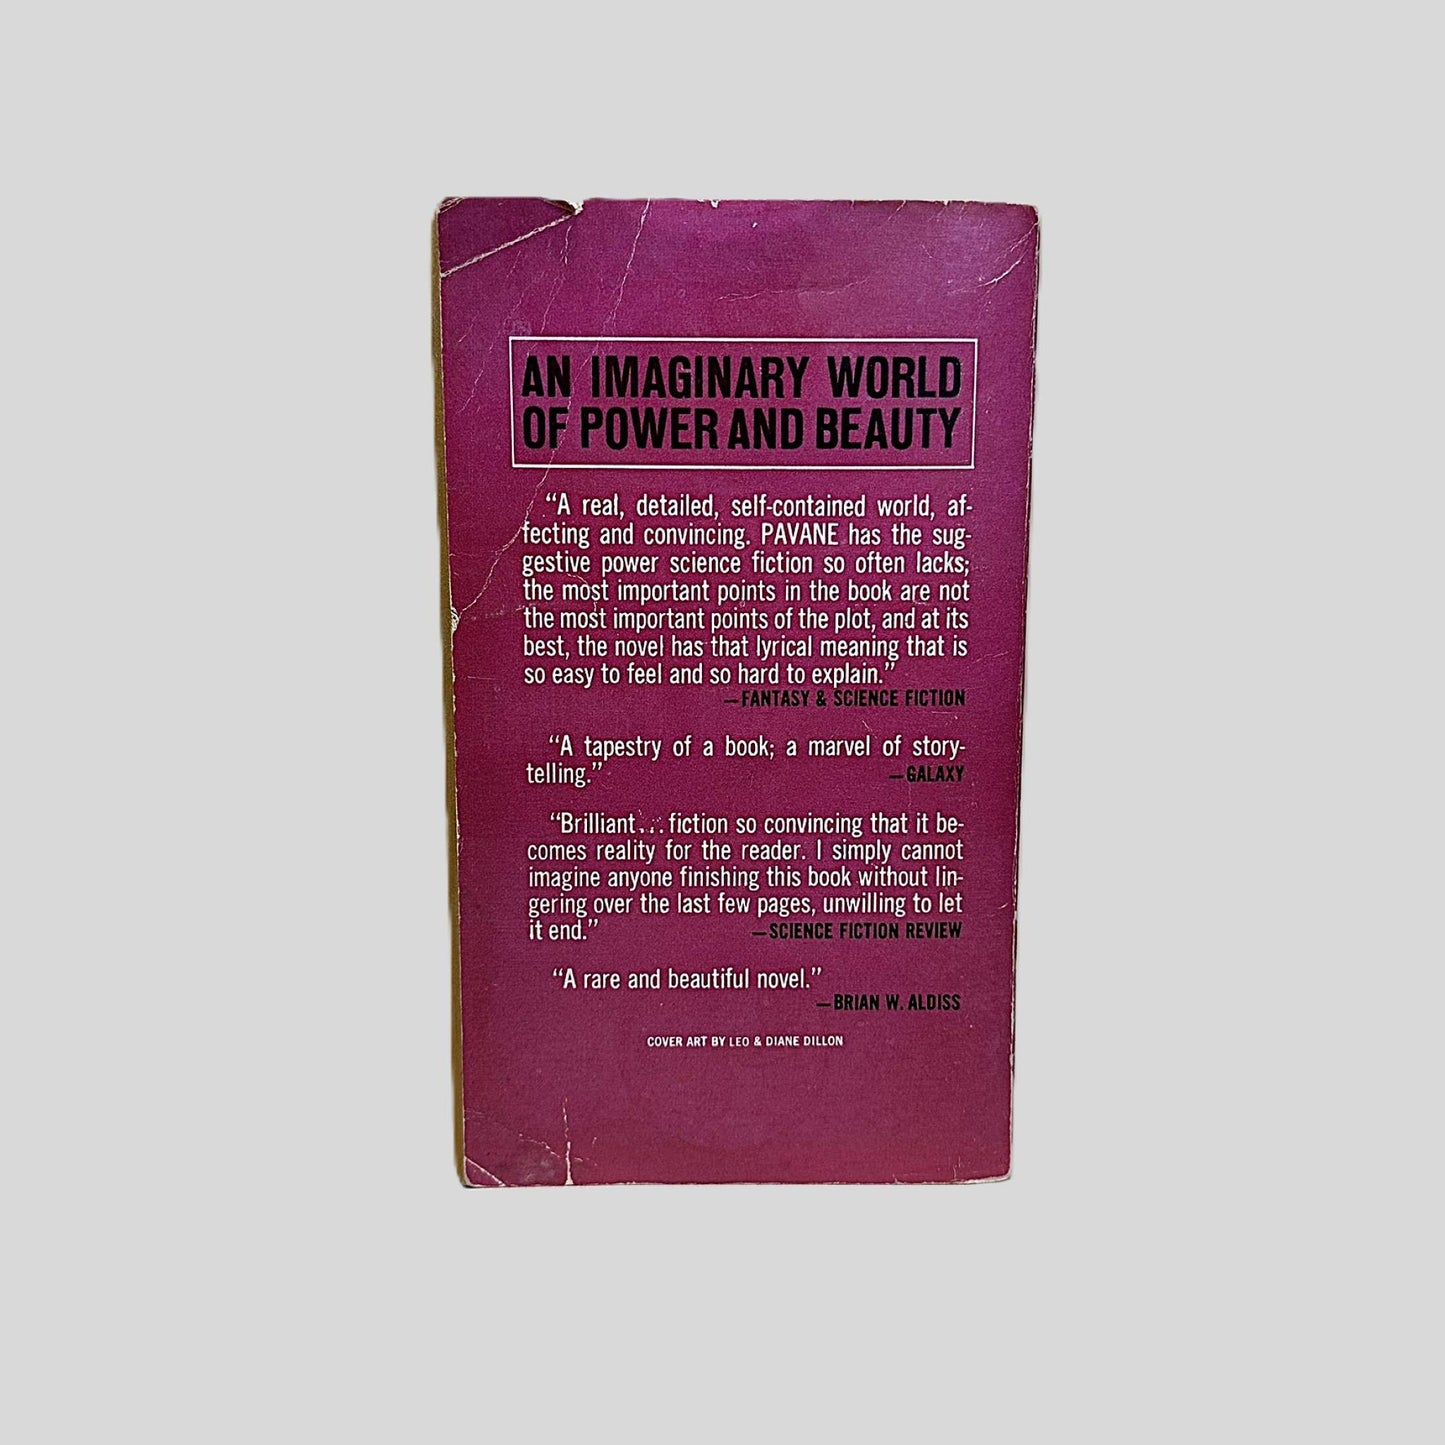 AN IMAGINARY WORLD
OF POWER AND BEAUTY
“A real, detailed, self-contained world, af-
fecting and convincing. PAVANE has the sug-
gestive power science fiction so often lacks;
the most important points in the book are not
the most important points of the plot, and at its
best, the novel has that lyrical meaning that is
so easy to feel and so hard to explain.”
—FANTASY & SCIENCE FICTION
“A tapestry of a book; a marvel of story-
telling.” —GALAXY
“Brilliant...fiction so convincing that it be-
comes reality for the reader. I simply cannot
imagine anyone finishing this book without lin-
gering over the last few pages, unwilling to let
it end.” —SCIENCE FICTION REVIEW
“A rare and beautiful novel.”
—BRIAN W. ALDISS
COVER ART BY LEO & DIANE DILLON